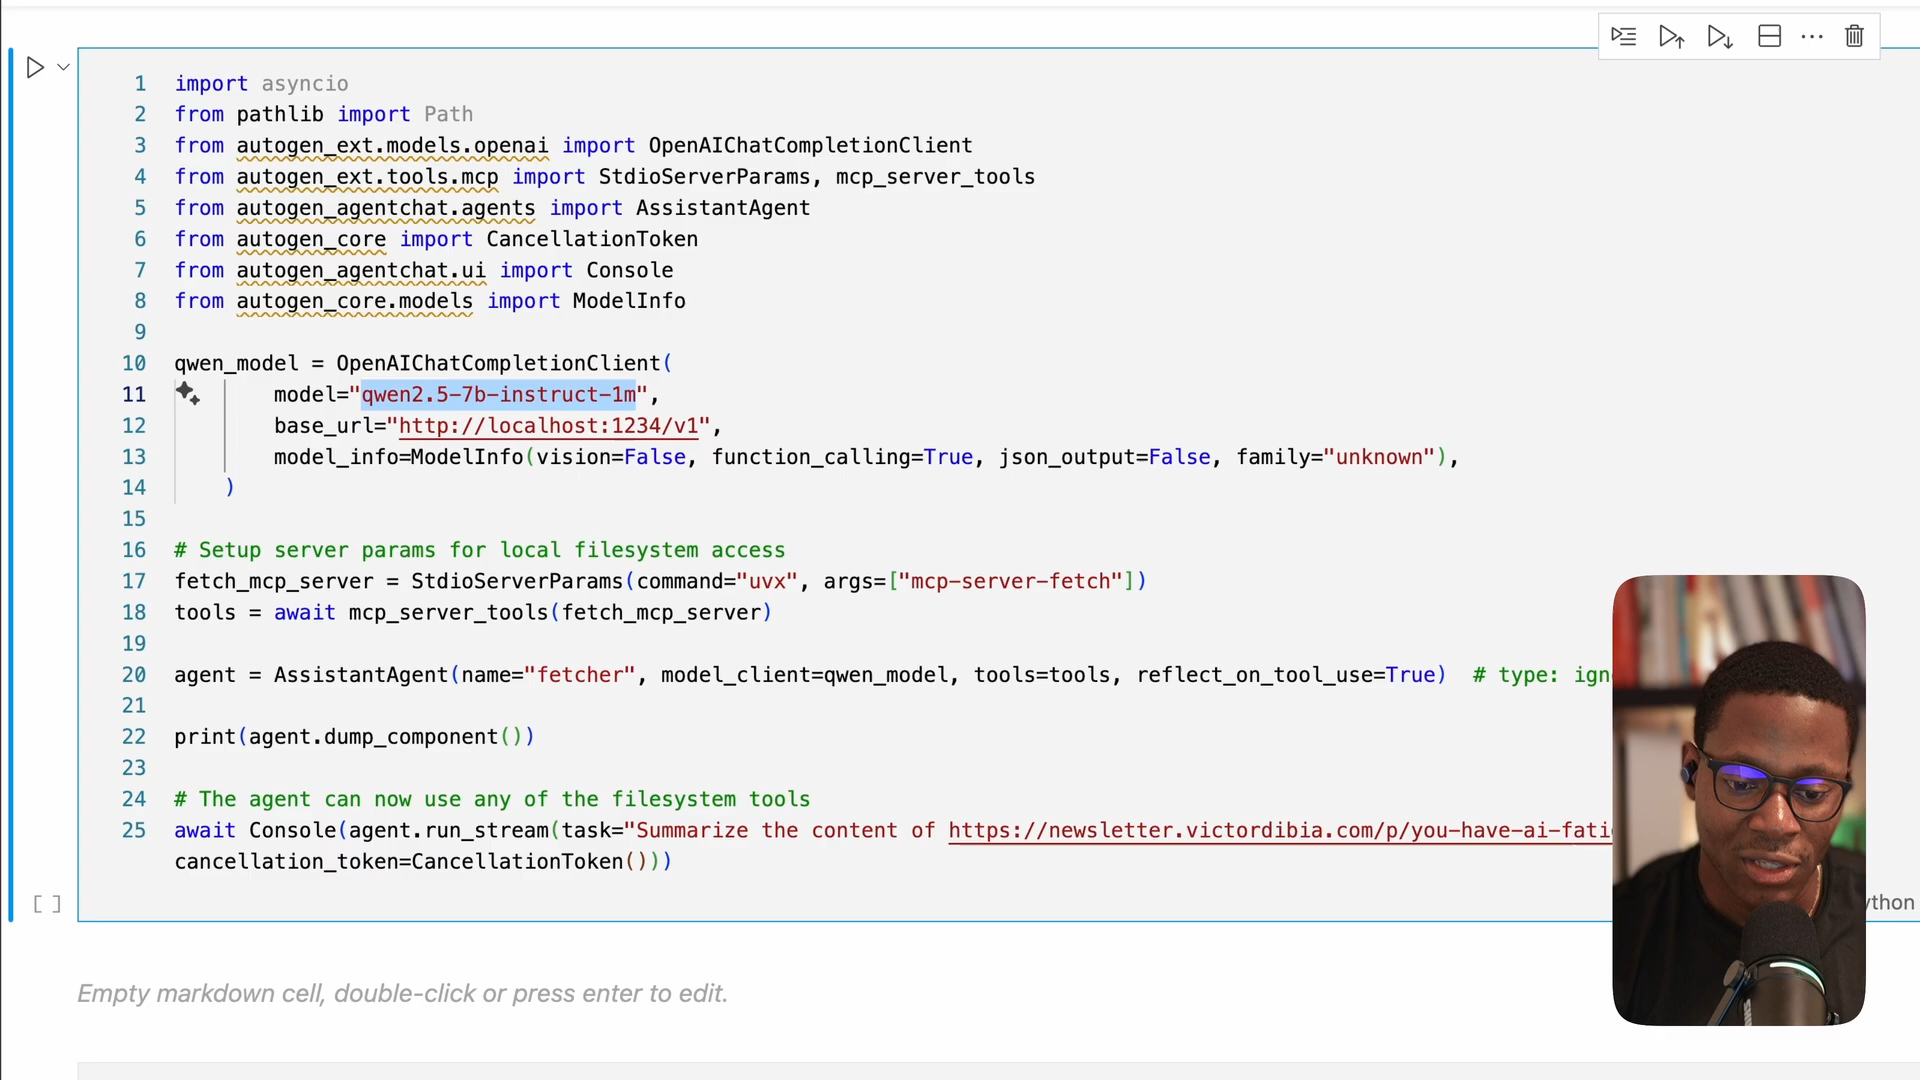 1 import asyncio
2 from pathlib import Path
3 from autogen_ext.models.openai import OpenAIChatCompletionClient
4 from autogen_ext.tools.mcp import StdioServerParams, mcp_server_tools
5 from autogen_agentchat.agents import AssistantAgent
6 from autogen_core import CancellationToken
7 from autogen_agentchat.ui import Console
8 from autogen_core.models import ModelInfo
9
10 qwen_model = OpenAIChatCompletionClient(
11 model="qwen2.5-7b-instruct-1m",
12 base_url="http://localhost:1234/v1",
13 model_info=ModelInfo(vision=False, function_calling=True, json_output=False, family="unknown"),
14 )
15
16 # Setup server params for local filesystem access
17 fetch_mcp_server = StdioServerParams(command="uvx", args=["mcp-server-fetch"])
18 tools = await mcp_server_tools(fetch_mcp_server)
19
20 agent = AssistantAgent(name="fetcher", model_client=qwen_model, tools=tools, reflect_on_tool_use=True) # type: ign
21
22 print(agent.dump_component())
23
24 # The agent can now use any of the filesystem tools
25 await Console(agent.run_stream(task="Summarize the content of https://newsletter.victordibia.com/p/you-have-ai-fati
cancellation_token=CancellationToken()))
[ ]
ython
Empty markdown cell, double-click or press enter to edit.